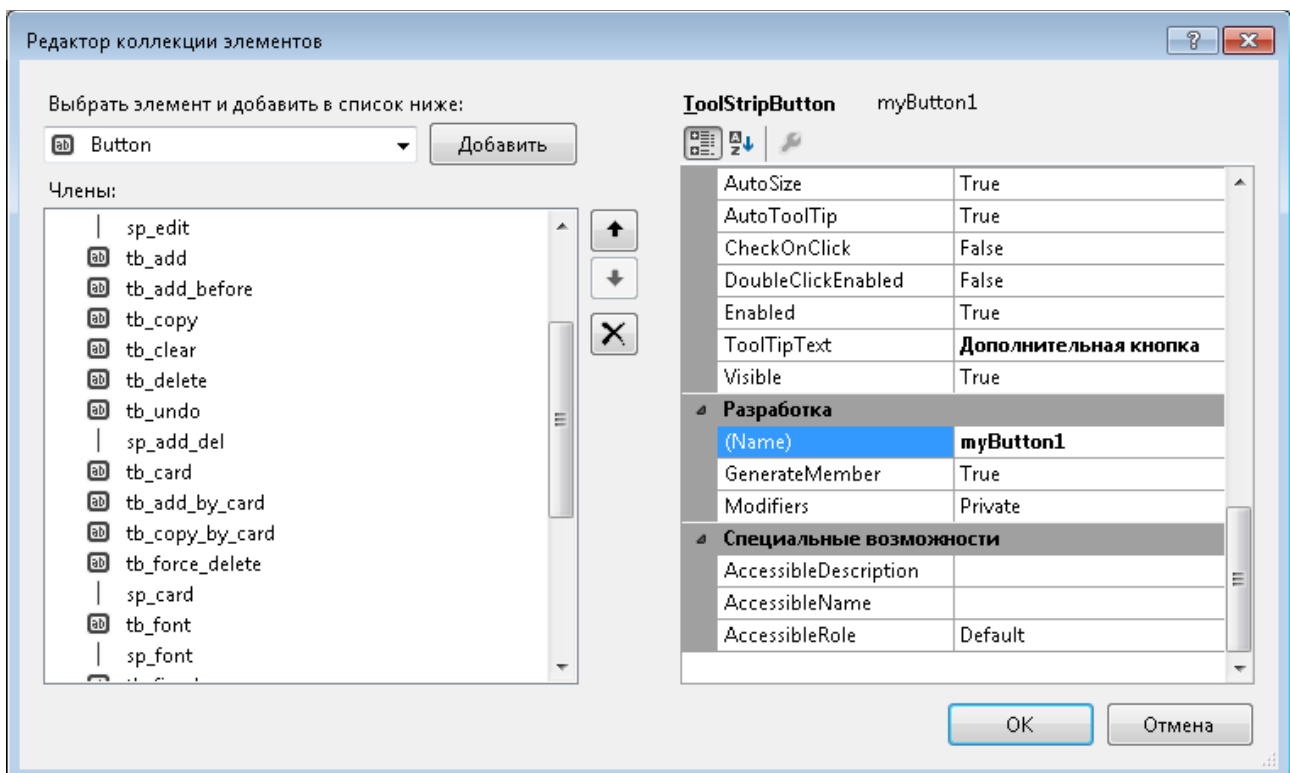 Редактор коллекции элементов
Выбрать элемент и добавить в список ниже:
Button
Добавить
Члены:
sp_edit
tb_add
tb_add_before
tb_copy
tb_clear
tb_delete
tb_undo
sp_add_del
tb_card
tb_add_by_card
tb_copy_by_card
tb_force_delete
sp_card
tb_font
sp_font
ToolStripButton myButton1
AutoSize True
AutoToolTip True
CheckOnClick False
DoubleClickEnabled False
Enabled True
ToolTipText Дополнительная кнопка
Visible True
Разработка
(Name) myButton1
GenerateMember True
Modifiers Private
Специальные возможности
AccessibleDescription
AccessibleName
AccessibleRole Default
OK Отмена